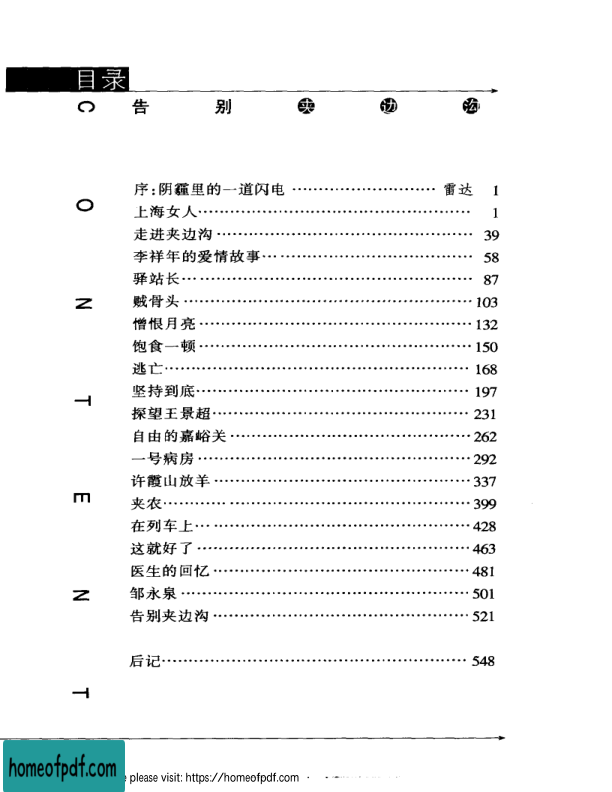 目录
告别夹边沟
CONTENT
序:阴霾里的一道闪电 ………………………… 雷达 1
上海女人………………………………………… 1
走进夹边沟……………………………………… 39
李祥年的爱情故事……………………………… 58
驿站长…………………………………………… 87
贼骨头……………………………………………103
憎恨月亮…………………………………………132
饱食一顿…………………………………………150
逃亡………………………………………………168
坚持到底…………………………………………197
探望王景超………………………………………231
自由的嘉峪关……………………………………262
一号病房…………………………………………292
许霞山放羊………………………………………337
夹农………………………………………………399
在列车上…………………………………………428
这就好了…………………………………………463
医生的回忆………………………………………481
邹永泉……………………………………………501
告别夹边沟………………………………………521
后记………………………………………………548
homeofpdf.com
please visit: https://homeofpdf.com